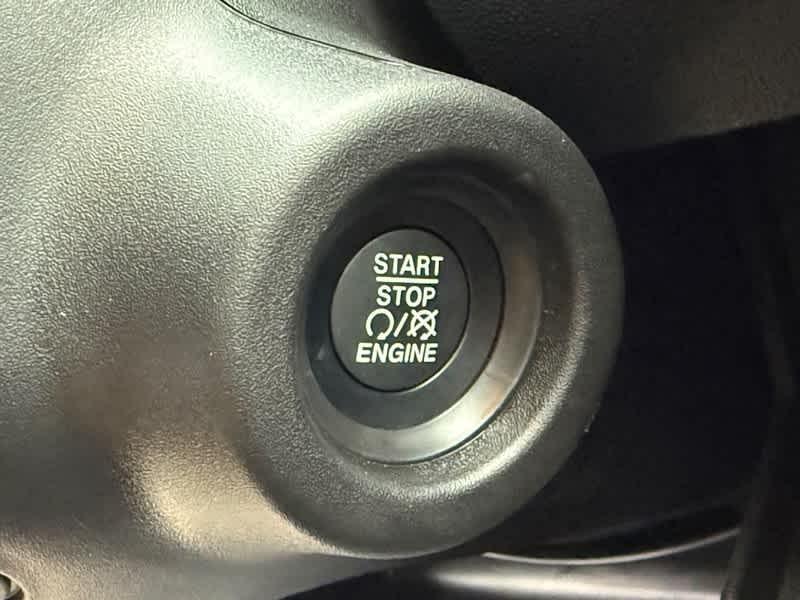 START
STOP
/
ENGINE